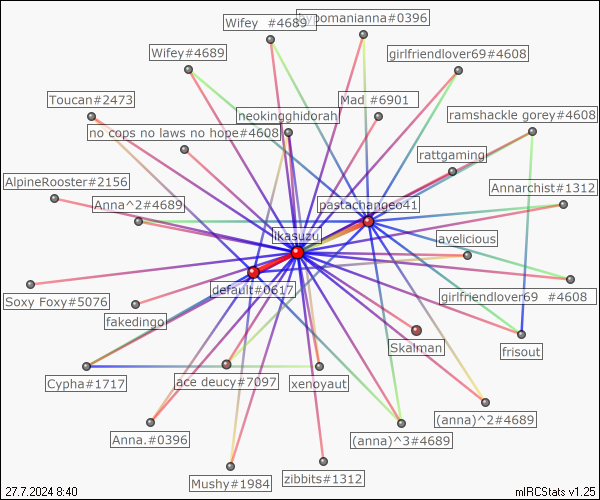 Wifey #4689
hypomanianna#0396
Wifey#4689
girlfriendlover69#4608
Toucan#2473
Mad #6901
neokingghidorah
ramshackle gorey#4608
no cops no laws no hope#4608
rattgaming
AlpineRooster#2156
Annarchist#1312
Anna^2#4689
pastachangeo41
ikasuzu
avelicious
default#0617
girlfriendlover69 #4608
Soxy Foxy#5076
fakedingo
Skalman
frisout
Cypha#1717
ace deucy#7097
xenoyaut
(anna)^2#4689
Anna.#0396
(anna)^3#4689
Mushy#1984
zibbits#1312
27.7.2024 8:40
mIRCStats v1.25